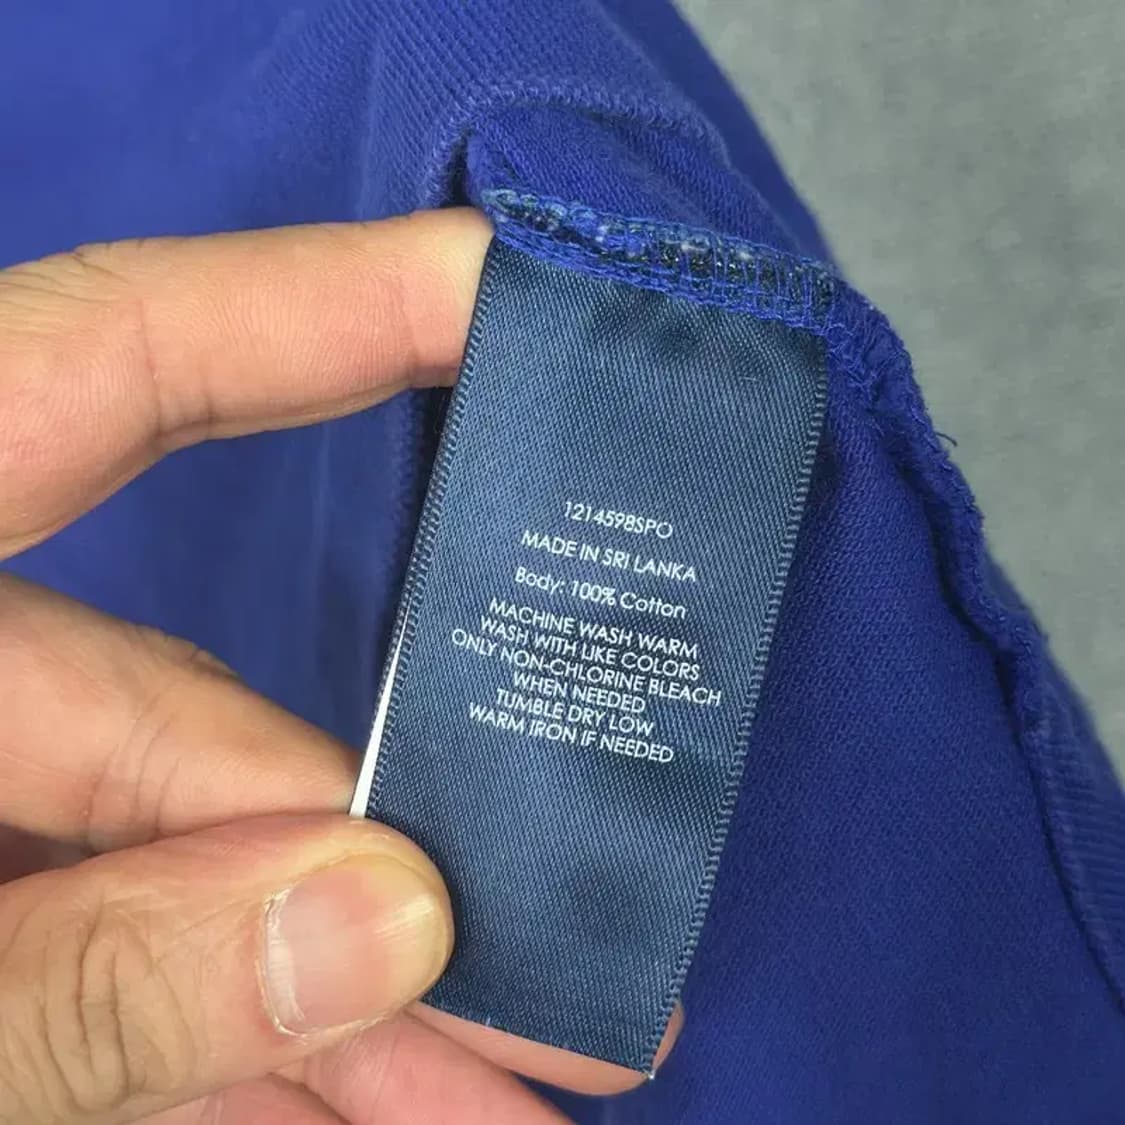 1214598SPO
MADE IN SRI LANKA
Body: 100% Cotton
MACHINE WASH WARM
WASH WITH LIKE COLORS
ONLY NON-CHLORINE BLEACH
WHEN NEEDED
TUMBLE DRY LOW
WARM IRON IF NEEDED